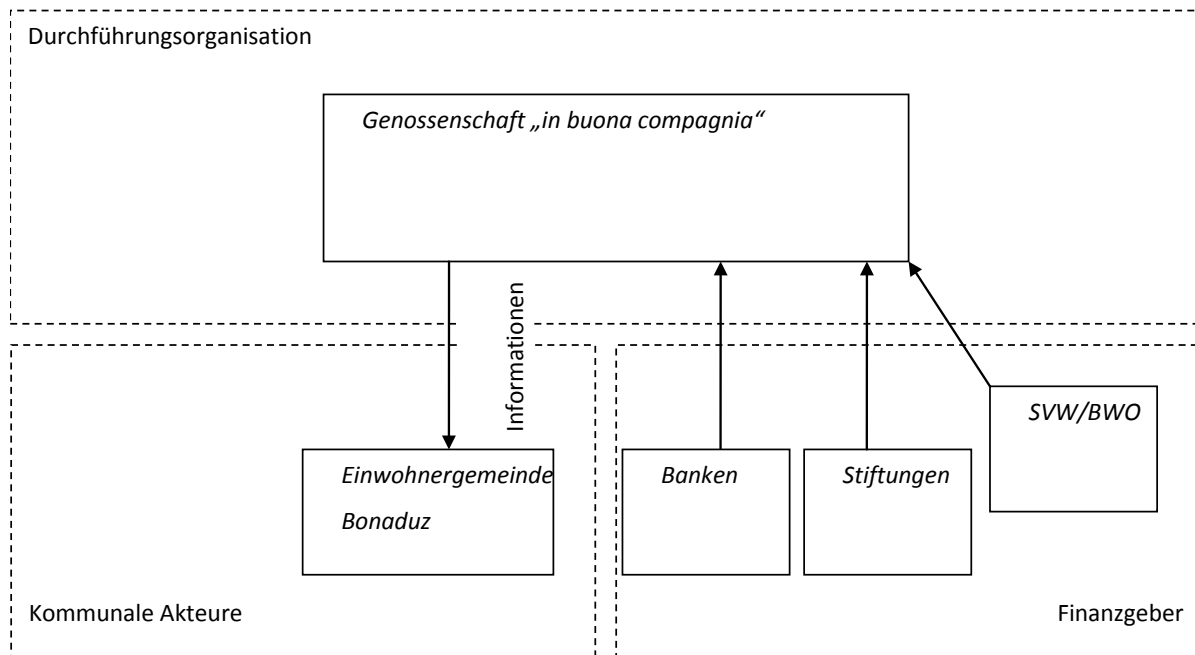 Durchführungsorganisation
Genossenschaft „in buona compagnia“
Informationen
SVW/BWO
Einwohnergemeinde
Bonaduz
Banken
Stiftungen
Kommunale Akteure
Finanzgeber